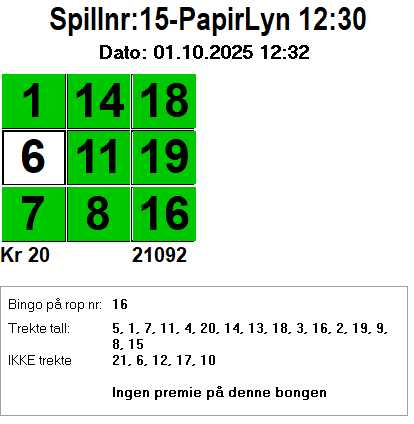 Spillnr:15-PapirLyn 12:30
Dato: 01.10.2025 12:32
1 14 18
6 11 19
7 8 16
Kr 20 21092
Bingo på rop nr: 16
Trekte tall: 5, 1, 7, 11, 4, 20, 14, 13, 18, 3, 16, 2, 19, 9,
8, 15
IKKE trekte 21, 6, 12, 17, 10
Ingen premie på denne bongen